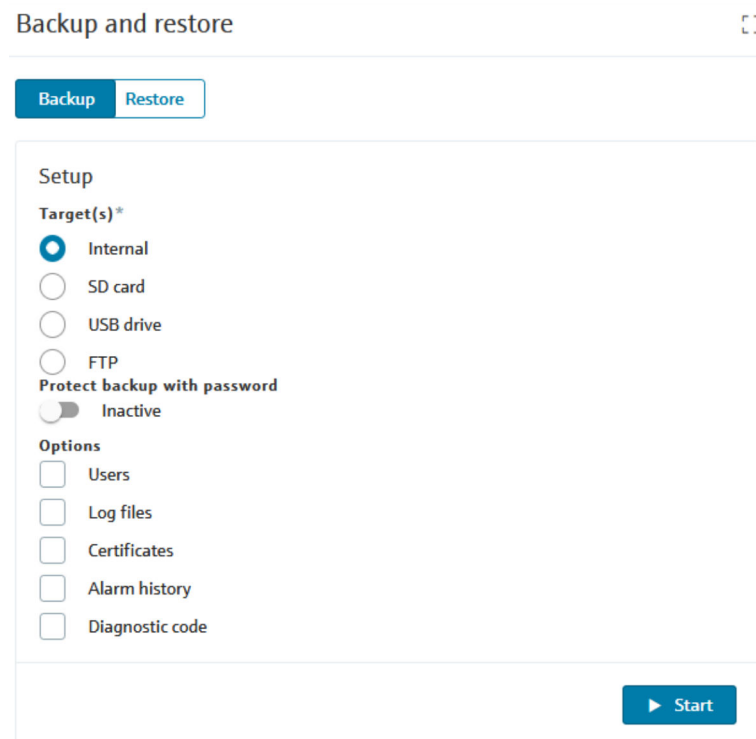 Backup and restore
Backup Restore
Setup
Target(s)*
Internal
SD card
USB drive
FTP
Protect backup with password
Inactive
Options
Users
Log files
Certificates
Alarm history
Diagnostic code
Start